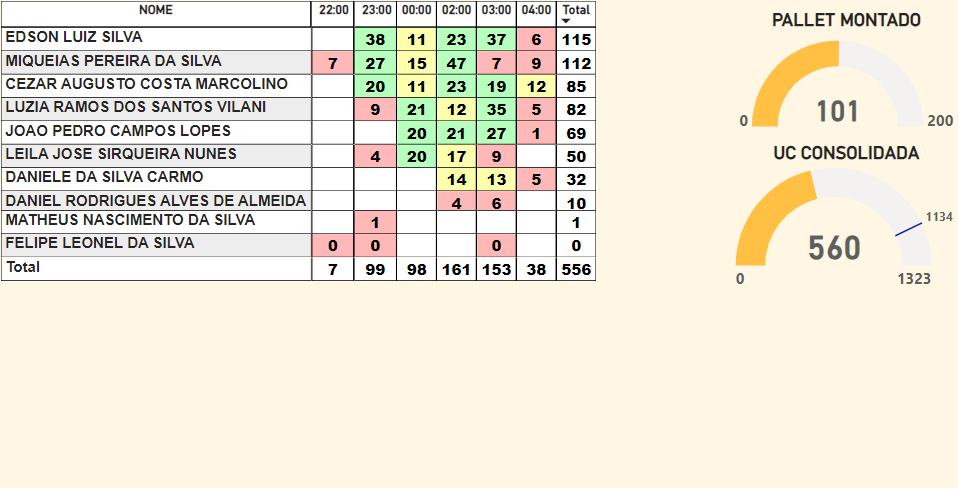 NOME 22:00 23:00 00:00 02:00 03:00 04:00 Total
EDSON LUIZ SILVA 38 11 23 37 6 115
MIQUEIAS PEREIRA DA SILVA 7 27 15 47 7 9 112
CEZAR AUGUSTO COSTA MARCOLINO 20 11 23 19 12 85
LUZIA RAMOS DOS SANTOS VILANI 9 21 12 35 5 82
JOAO PEDRO CAMPOS LOPES 20 21 27 1 69
LEILA JOSE SIRQUEIRA NUNES 4 20 17 9 50
DANIELE DA SILVA CARMO 14 13 5 32
DANIEL RODRIGUES ALVES DE ALMEIDA 4 6 10
MATHEUS NASCIMENTO DA SILVA 1 1
FELIPE LEONEL DA SILVA 0 0 0 0
Total 7 99 98 161 153 38 556
PALLET MONTADO
101
0 200
UC CONSOLIDADA
1134
560
0 1323